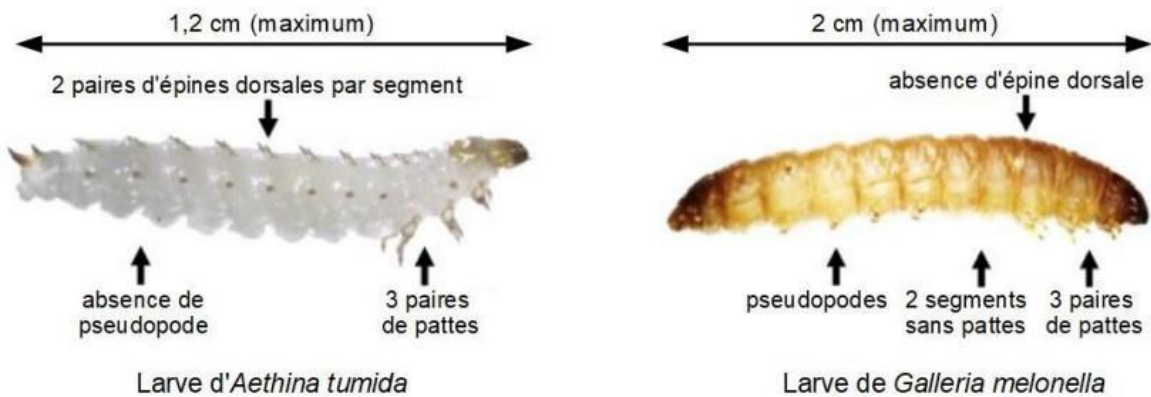 1,2 cm (maximum)
2 paires d'épines dorsales par segment
absence de
pseudopode
3 paires
de pattes
Larve d'Aethina tumida
2 cm (maximum)
absence d'épine dorsale
pseudopodes
2 segments
sans pattes
3 paires
de pattes
Larve de Galleria melonella